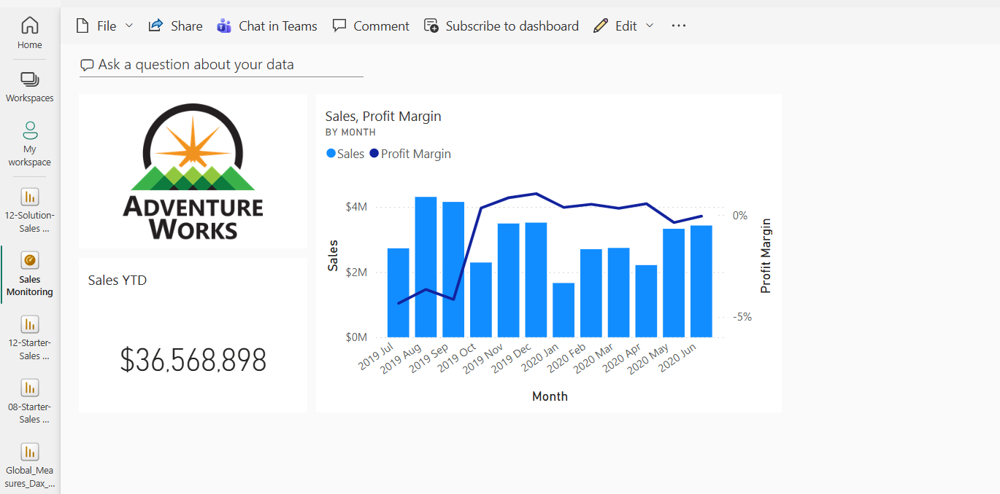 File
Share
Chat in Teams
Comment
Subscribe to dashboard
Edit
Home
Workspaces
My
workspace
12-Solution-
Sales ...
Sales
Monitoring
12-Starter-
Sales ...
08-Starter-
Sales ...
Global_Mea
sures_Dax_...
Ask a question about your data
ADVENTURE
WORKS
Sales YTD
$36,568,898
Sales, Profit Margin
BY MONTH
Sales Profit Margin
Sales
$4M
$2M
$0M
0%
-5%
Profit Margin
2019 Jul
2019 Aug
2019 Sep
2019 Oct
2019 Nov
2019 Dec
2020 Jan
2020 Feb
2020 Mar
2020 Apr
2020 May
2020 Jun
Month